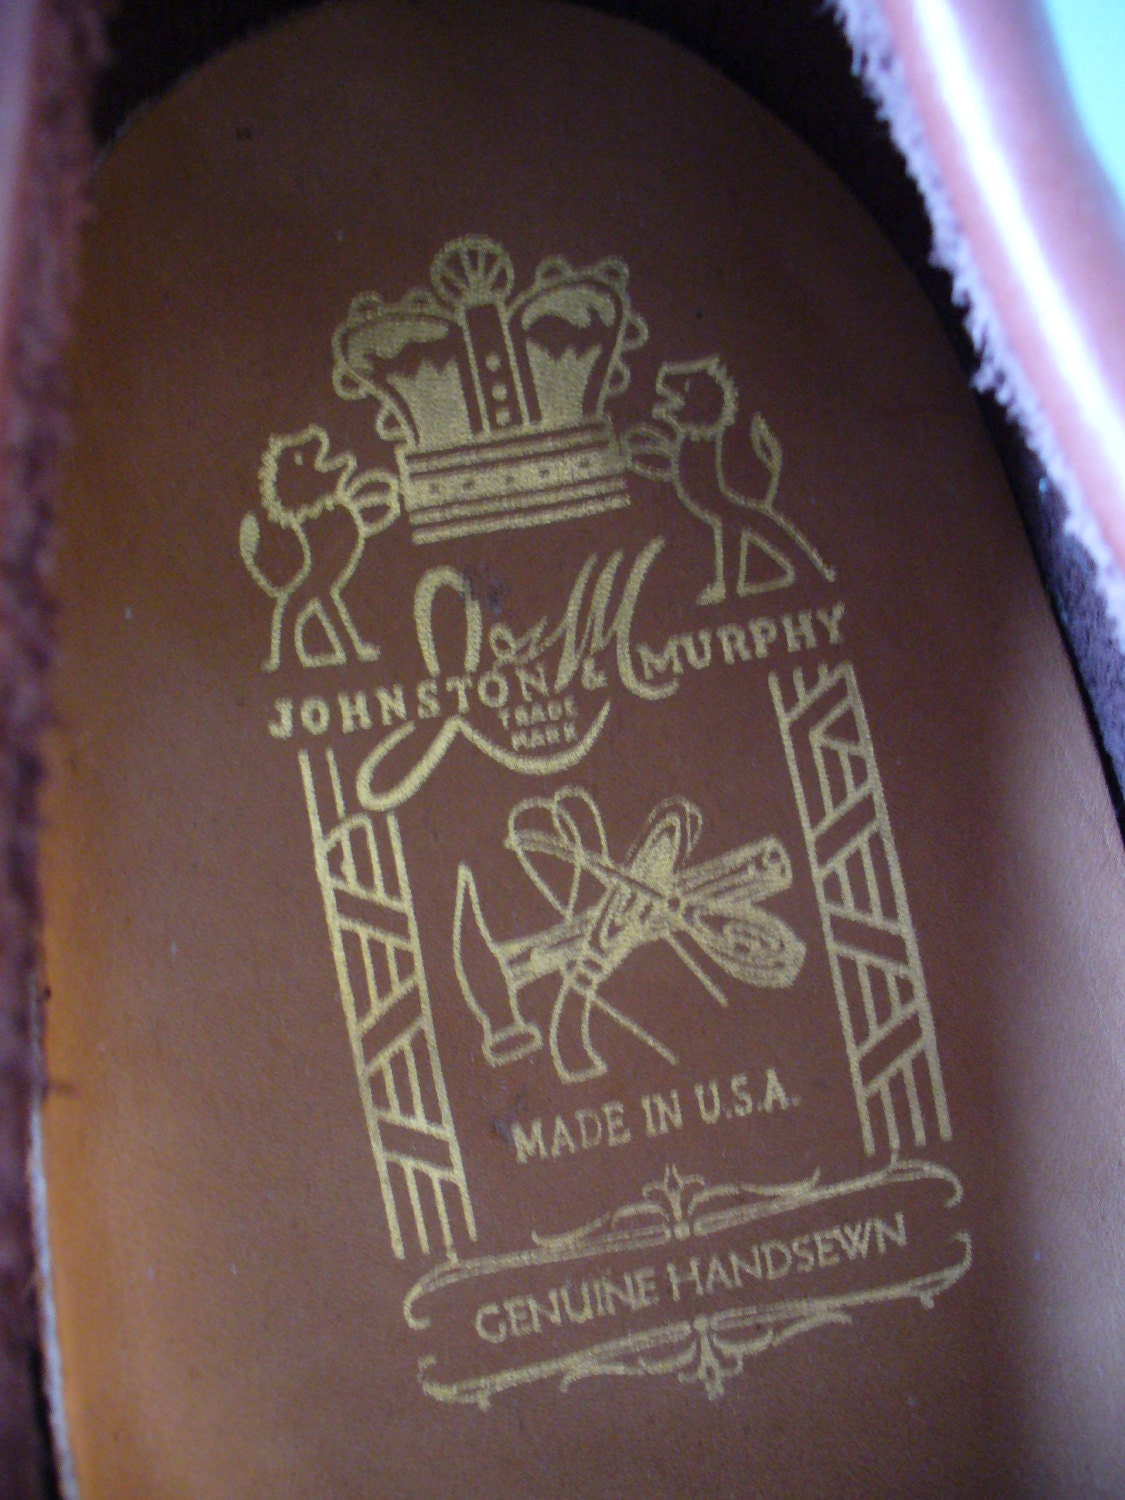 J&M
JOHNSTON & MURPHY
TRADE
MARK
MADE IN U.S.A.
GENUINE HANDSEWN